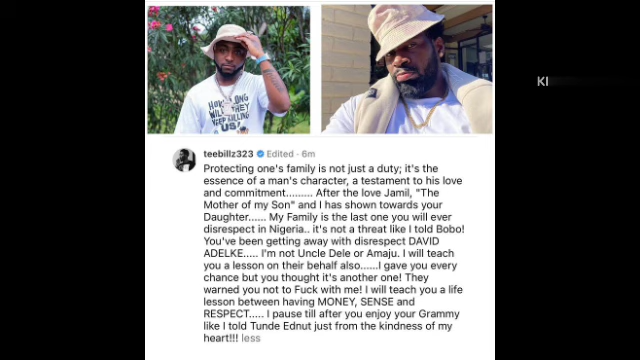 HOW LONG
WILL THEY
KEEP KILLING
US!
KI
teebillz323 Edited · 6m
Protecting one's family is not just a duty; it's the
essence of a man's character, a testament to his love
and commitment......... After the love Jamil, "The
Mother of my Son" and I has shown towards your
Daughter...... My Family is the last one you will ever
disrespect in Nigeria.. it's not a threat like I told Bobo!
You've been getting away with disrespect DAVID
ADELKE..... I'm not Uncle Dele or Amaju. I will teach
you a lesson on their behalf also......I gave you every
chance but you thought it's another one! They
warned you not to Fuck with me! I will teach you a life
lesson between having MONEY, SENSE and
RESPECT..... I pause till after you enjoy your Grammy
like I told Tunde Ednut just from the kindness of my
heart!!! less